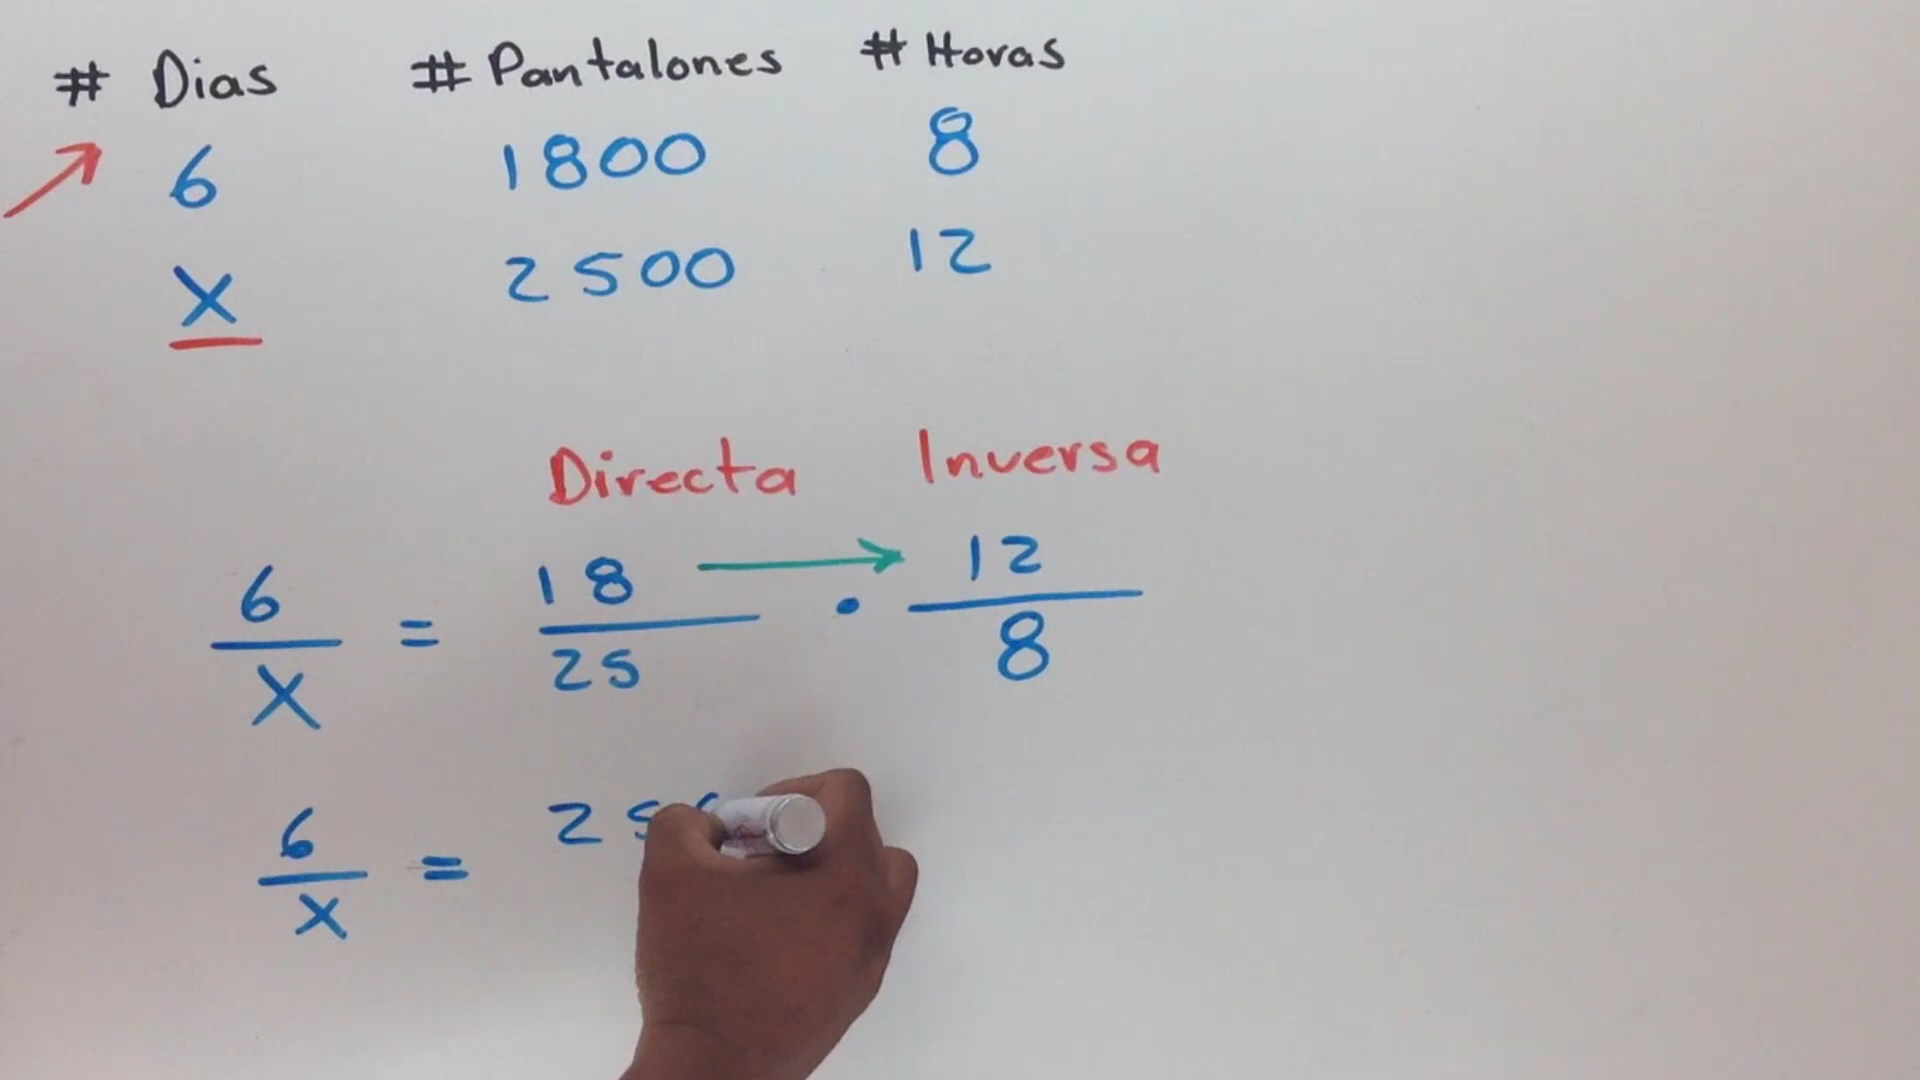 # Dias # Pantalones # Horas
6 1800 8
X 2500 12
Directa Inversa
6/X = 18/25 · 12/8
6/X = 2